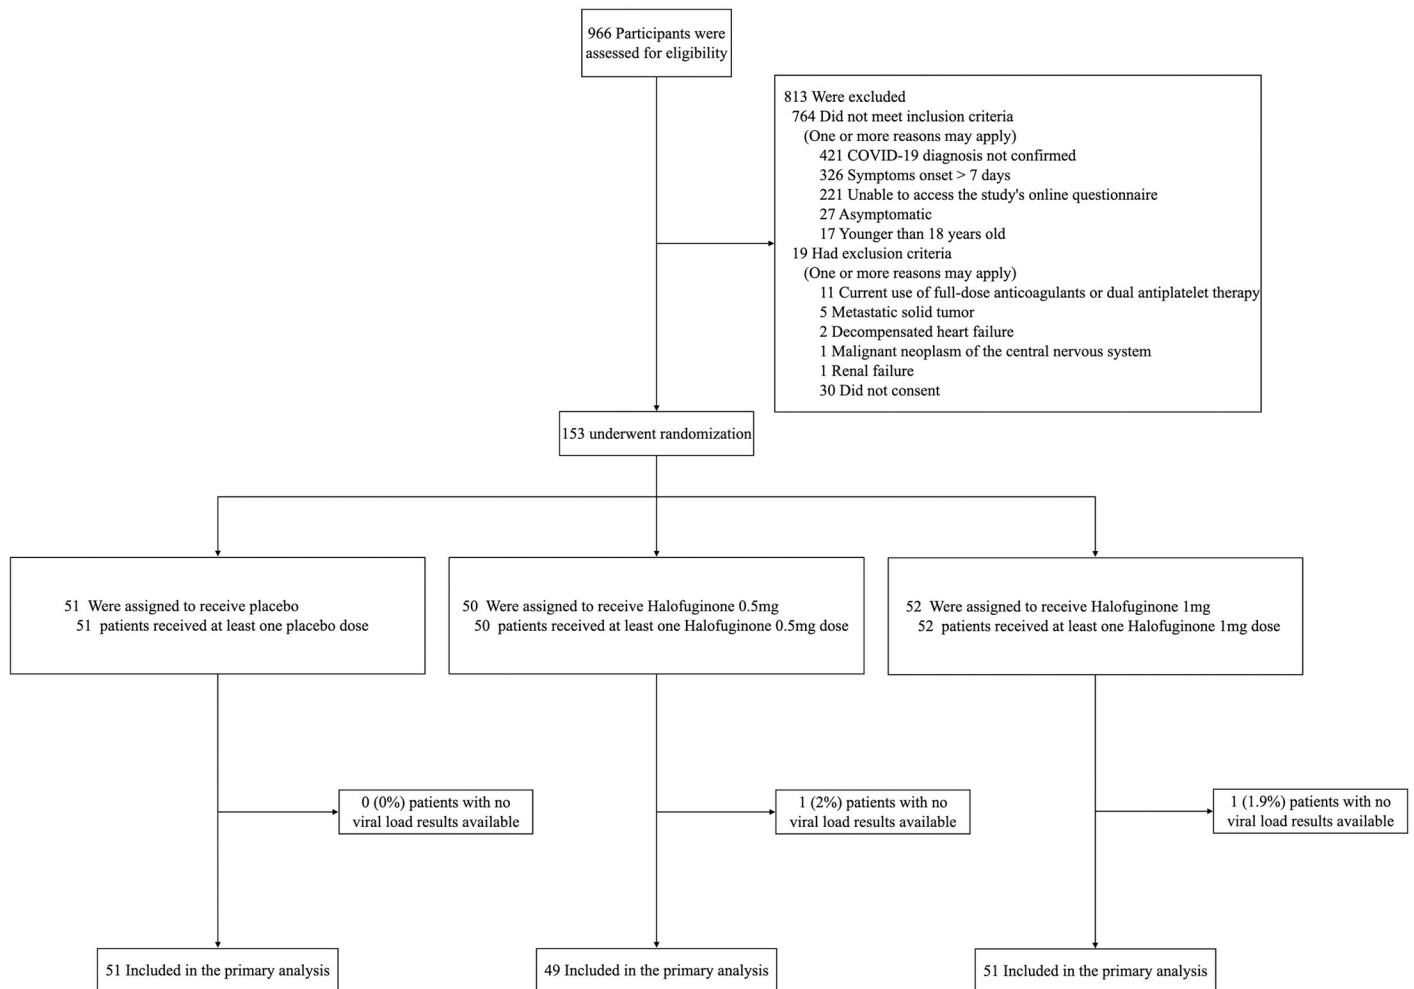 966 Participants were
assessed for eligibility
813 Were excluded
764 Did not meet inclusion criteria
(One or more reasons may apply)
421 COVID-19 diagnosis not confirmed
326 Symptoms onset > 7 days
221 Unable to access the study's online questionnaire
27 Asymptomatic
17 Younger than 18 years old
19 Had exclusion criteria
(One or more reasons may apply)
11 Current use of full-dose anticoagulants or dual antiplatelet therapy
5 Metastatic solid tumor
2 Decompensated heart failure
1 Malignant neoplasm of the central nervous system
1 Renal failure
30 Did not consent
153 underwent randomization
51 Were assigned to receive placebo
51 patients received at least one placebo dose
50 Were assigned to receive Halofuginone 0.5mg
50 patients received at least one Halofuginone 0.5mg dose
52 Were assigned to receive Halofuginone 1mg
52 patients received at least one Halofuginone 1mg dose
0 (0%) patients with no
viral load results available
1 (2%) patients with no
viral load results available
1 (1.9%) patients with no
viral load results available
51 Included in the primary analysis
49 Included in the primary analysis
51 Included in the primary analysis